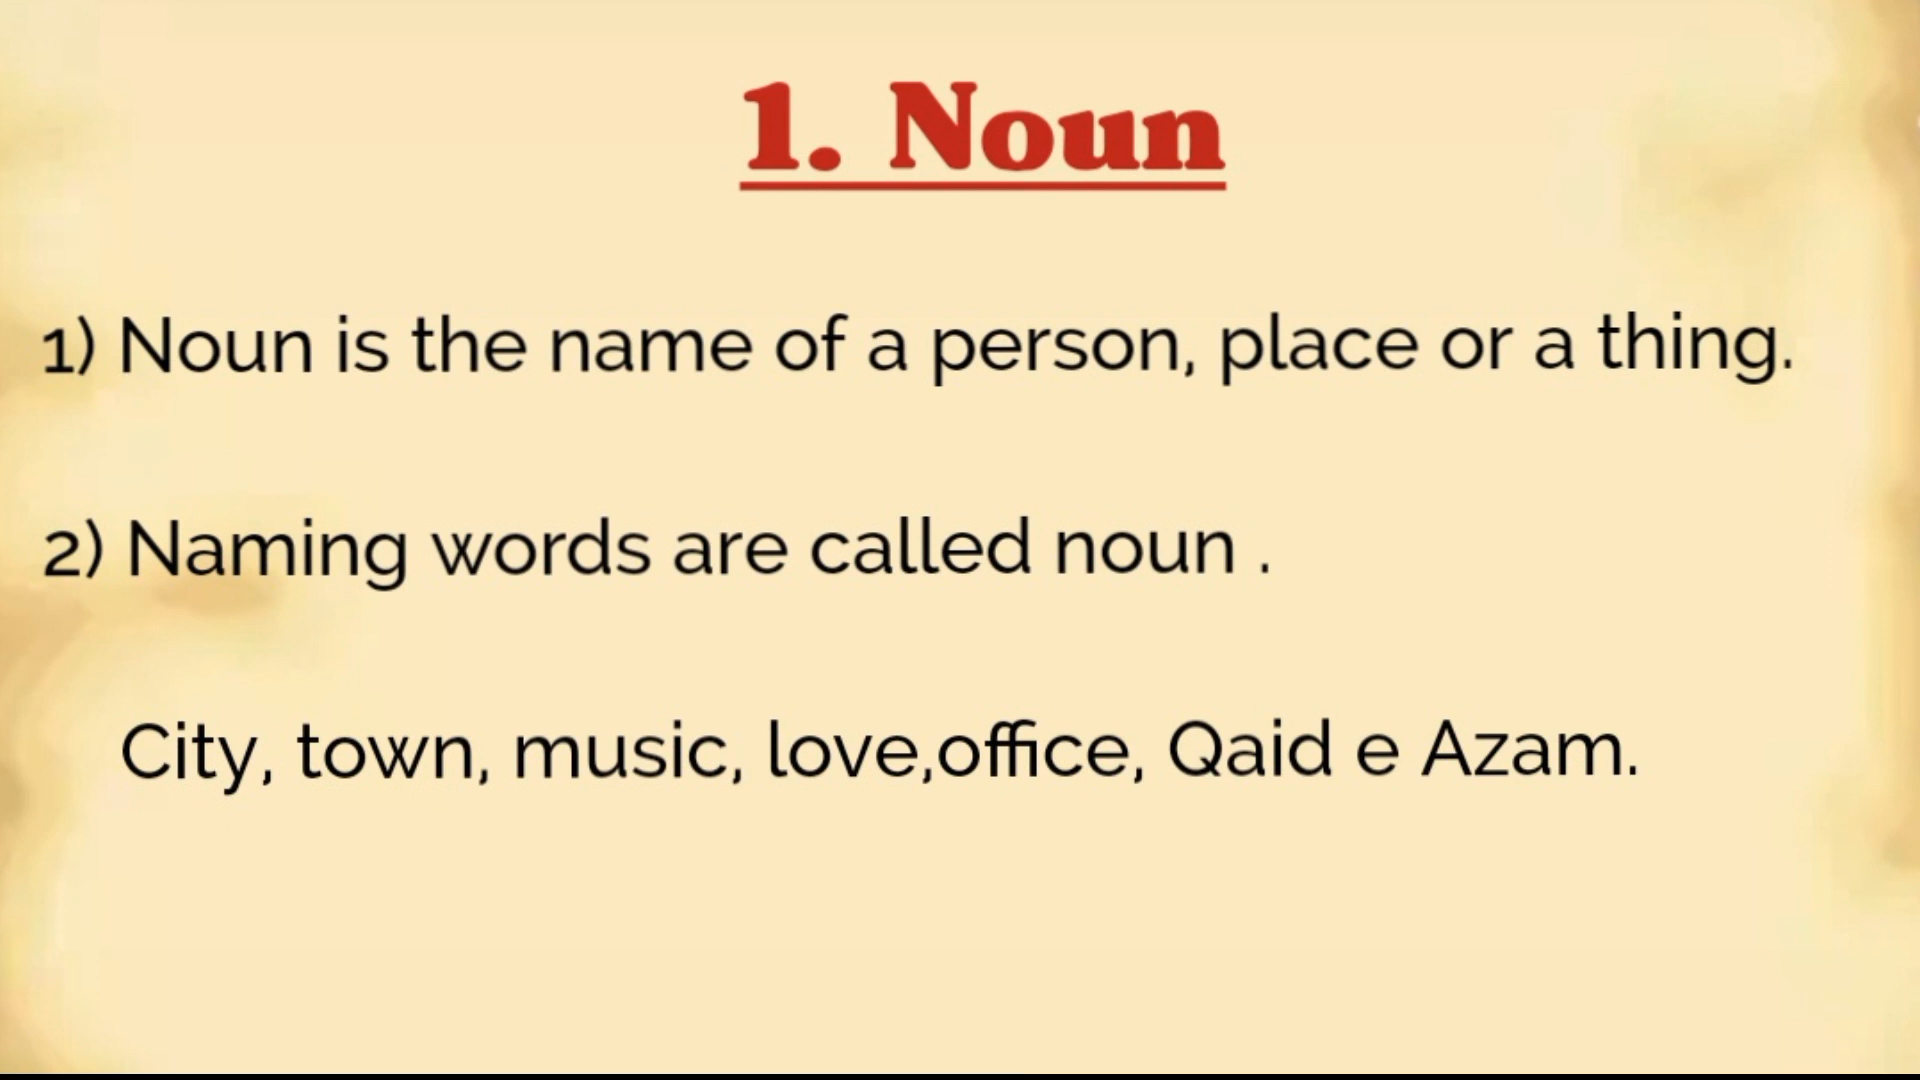 1. Noun
1) Noun is the name of a person, place or a thing.
2) Naming words are called noun .
City, town, music, love,office, Qaid e Azam.